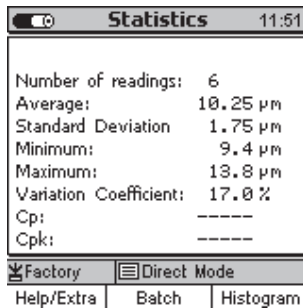 Statistics 11:51
Number of readings: 6
Average: 10.25 µm
Standard Deviation 1.75 µm
Minimum: 9.4 µm
Maximum: 13.8 µm
Variation Coefficient: 17.0 %
Cp: -----
Cpk: -----
Factory Direct Mode
Help/Extra Batch Histogram